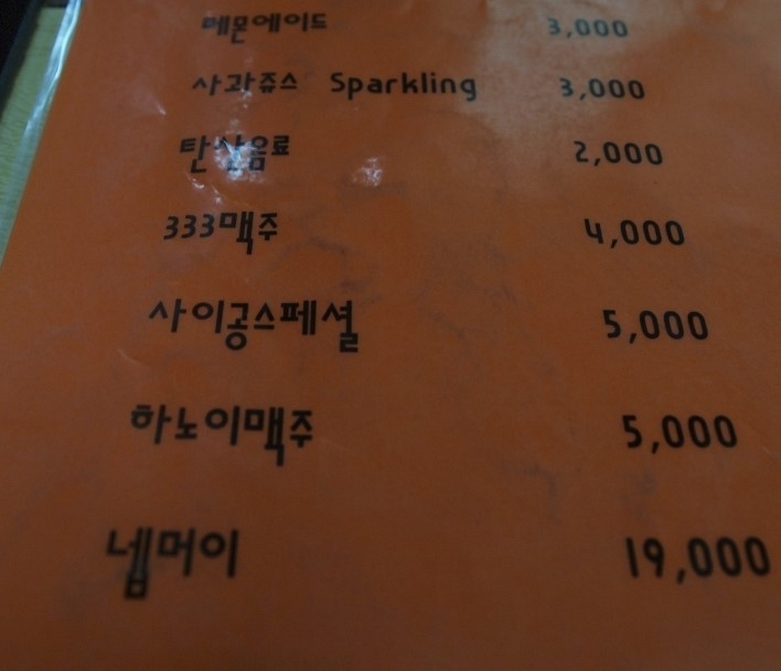 레몬에이드 3,000
사과쥬스 Sparkling 3,000
탄산음료 2,000
333맥주 4,000
사이공스페셜 5,000
하노이맥주 5,000
넵머이 19,000